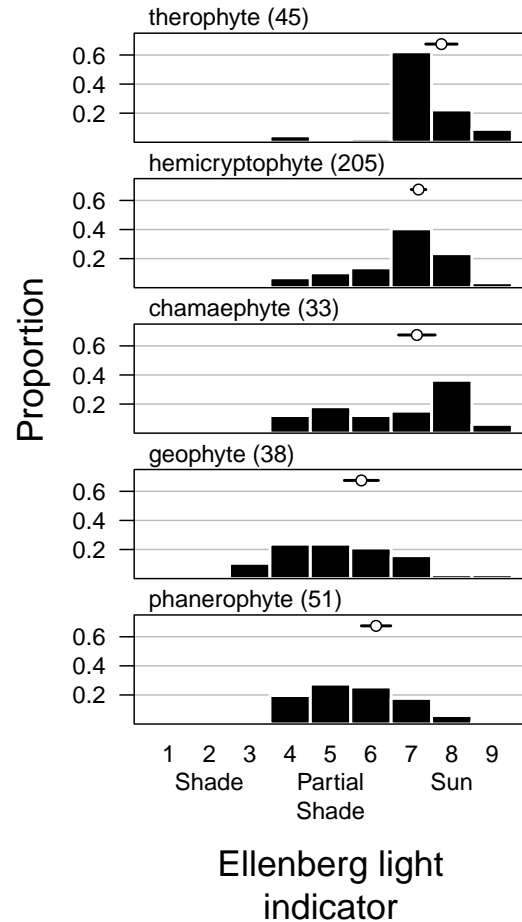 therophyte (45)
0.6
0.4
0.2
hemicryptophyte (205)
0.6
0.4
0.2
chamaephyte (33)
0.6
0.4
0.2
geophyte (38)
0.6
0.4
0.2
phanerophyte (51)
0.6
0.4
0.2
Proportion
1 2 3 4 5 6 7 8 9
Shade Partial Sun
Shade
Ellenberg light
indicator